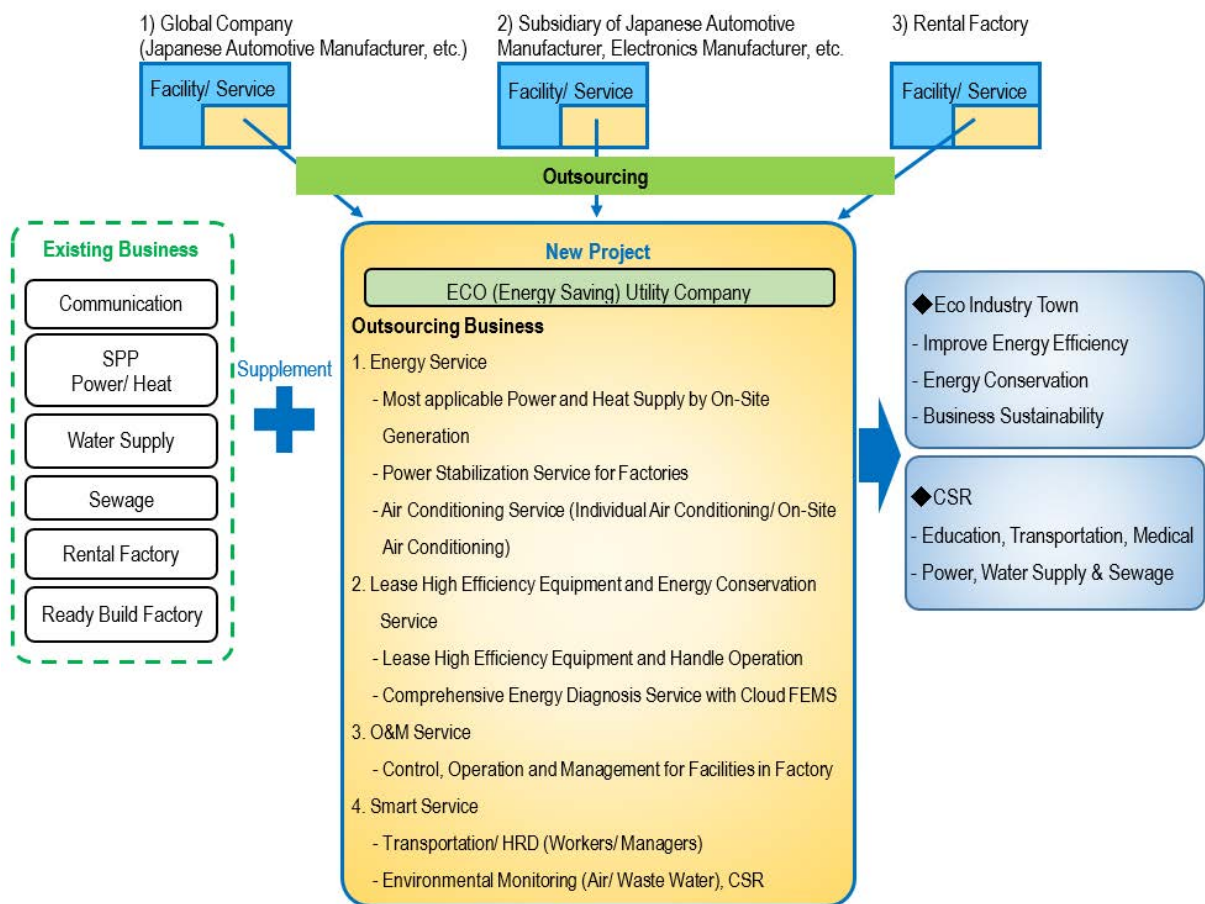 1) Global Company
(Japanese Automotive Manufacturer, etc.)
2) Subsidiary of Japanese Automotive
Manufacturer, Electronics Manufacturer, etc.
3) Rental Factory
Facility/ Service
Facility/ Service
Facility/ Service
Outsourcing
Existing Business
Communication
SPP
Power/ Heat
Water Supply
Sewage
Rental Factory
Ready Build Factory
Supplement
New Project
ECO (Energy Saving) Utility Company
Outsourcing Business
1. Energy Service
- Most applicable Power and Heat Supply by On-Site
Generation
- Power Stabilization Service for Factories
- Air Conditioning Service (Individual Air Conditioning/ On-Site
Air Conditioning)
2. Lease High Efficiency Equipment and Energy Conservation
Service
- Lease High Efficiency Equipment and Handle Operation
- Comprehensive Energy Diagnosis Service with Cloud FEMS
3. O&M Service
- Control, Operation and Management for Facilities in Factory
4. Smart Service
- Transportation/ HRD (Workers/ Managers)
- Environmental Monitoring (Air/ Waste Water), CSR
◆Eco Industry Town
- Improve Energy Efficiency
- Energy Conservation
- Business Sustainability
◆CSR
- Education, Transportation, Medical
- Power, Water Supply & Sewage